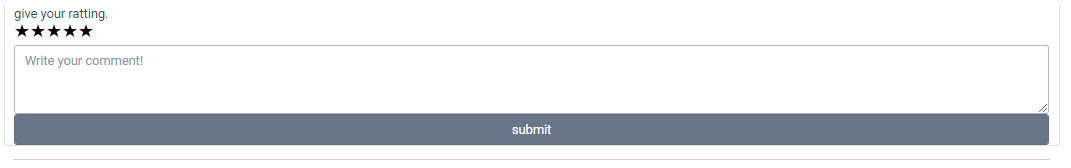 give your ratting.
★★★★★
Write your comment!
submit